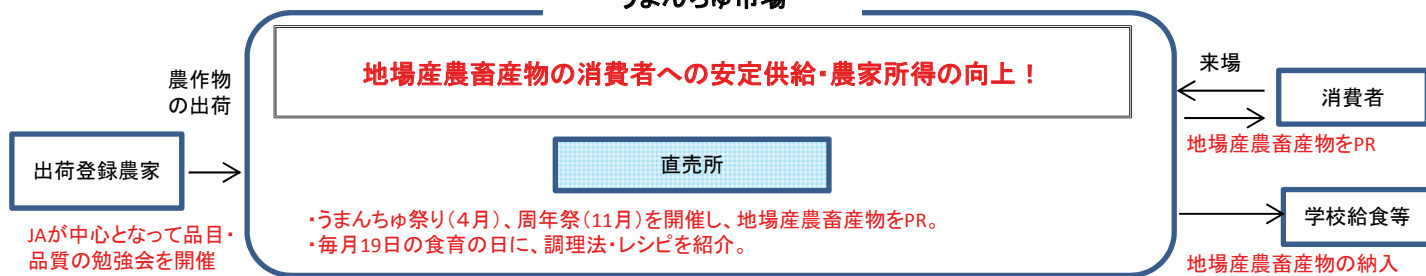 うまんちゅ市場
地場産農畜産物の消費者への安定供給・農家所得の向上！
農作物
の出荷
来場
消費者
地場産農畜産物をPR
出荷登録農家
直売所
・うまんちゅ祭り（４月）、周年祭（11月）を開催し、地場産農畜産物をPR。
・毎月19日の食育の日に、調理法・レシピを紹介。
学校給食等
JAが中心となって品目・
品質の勉強会を開催
地場産農畜産物の納入